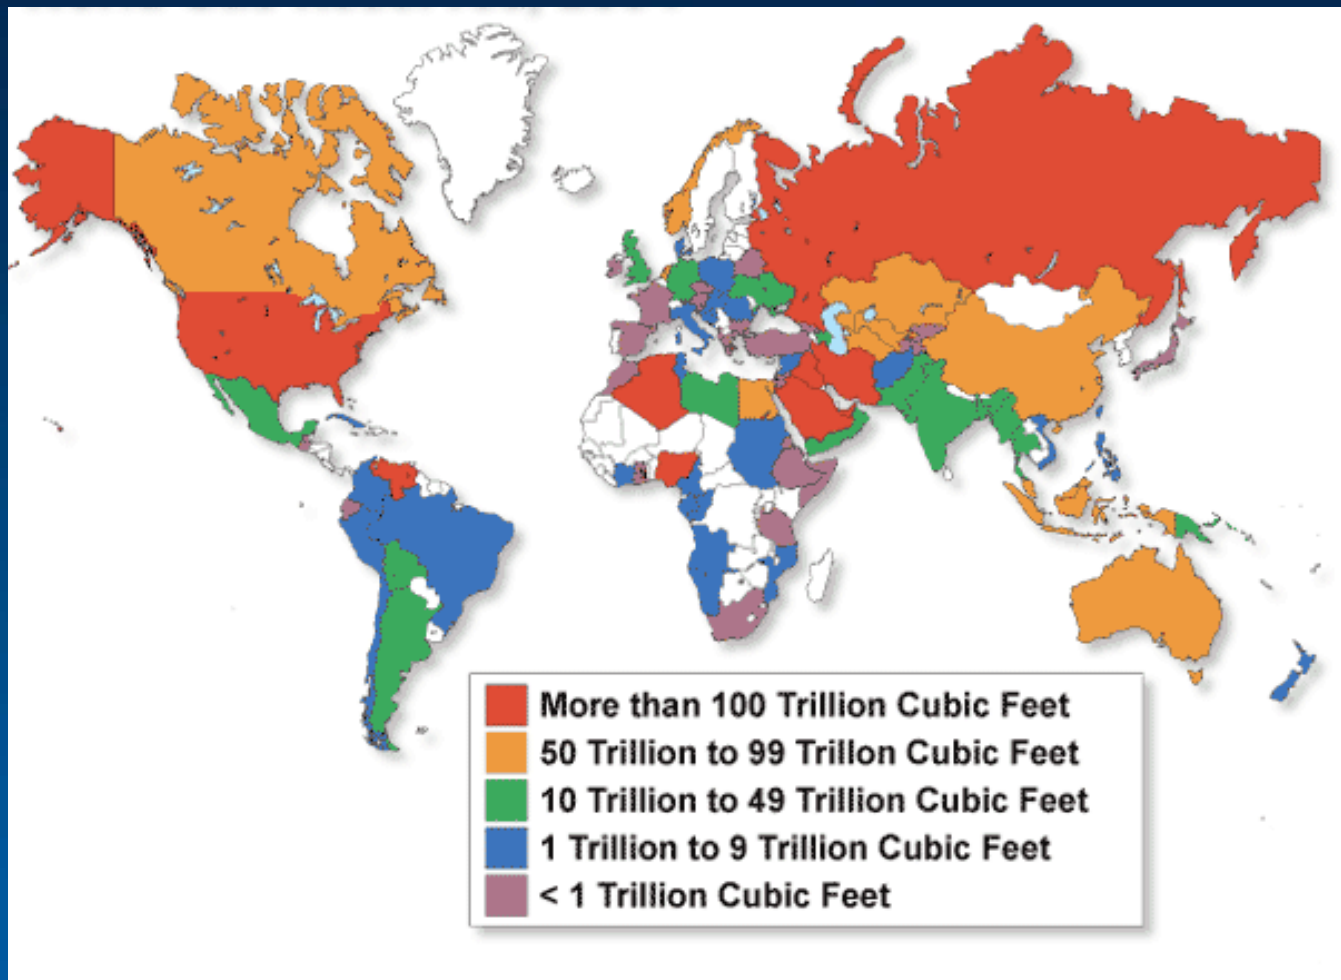 More than 100 Trillion Cubic Feet
50 Trillion to 99 Trillon Cubic Feet
10 Trillion to 49 Trillion Cubic Feet
1 Trillion to 9 Trillion Cubic Feet
< 1 Trillion Cubic Feet